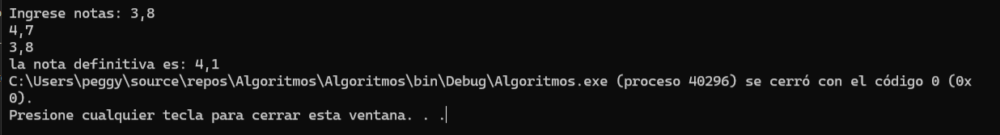 Ingrese notas: 3,8
4,7
3,8
la nota definitiva es: 4,1
C:\Users\peggy\source\repos\Algoritmos\Algoritmos\bin\Debug\Algoritmos.exe (proceso 40296) se cerró con el código 0 (0x
0).
Presione cualquier tecla para cerrar esta ventana. . .